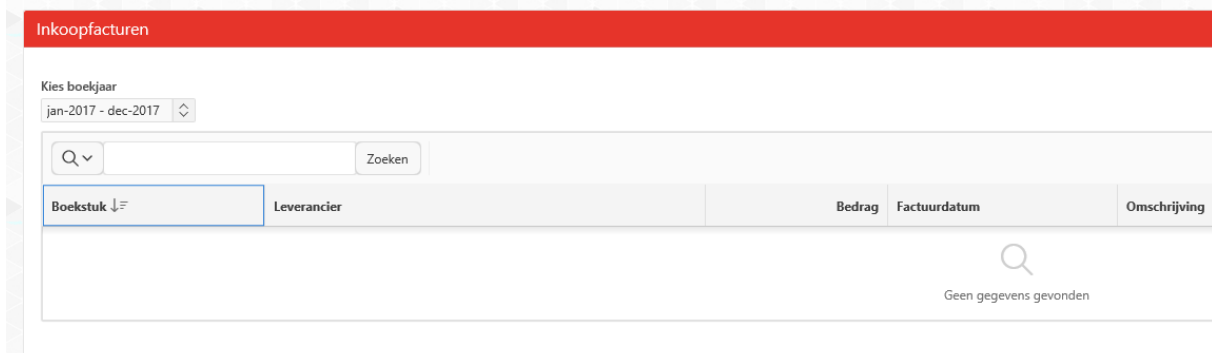 Inkoopfacturen
Kies boekjaar
jan-2017 - dec-2017
Zoeken
Boekstuk Leverancier Bedrag Factuurdatum Omschrijving
Geen gegevens gevonden